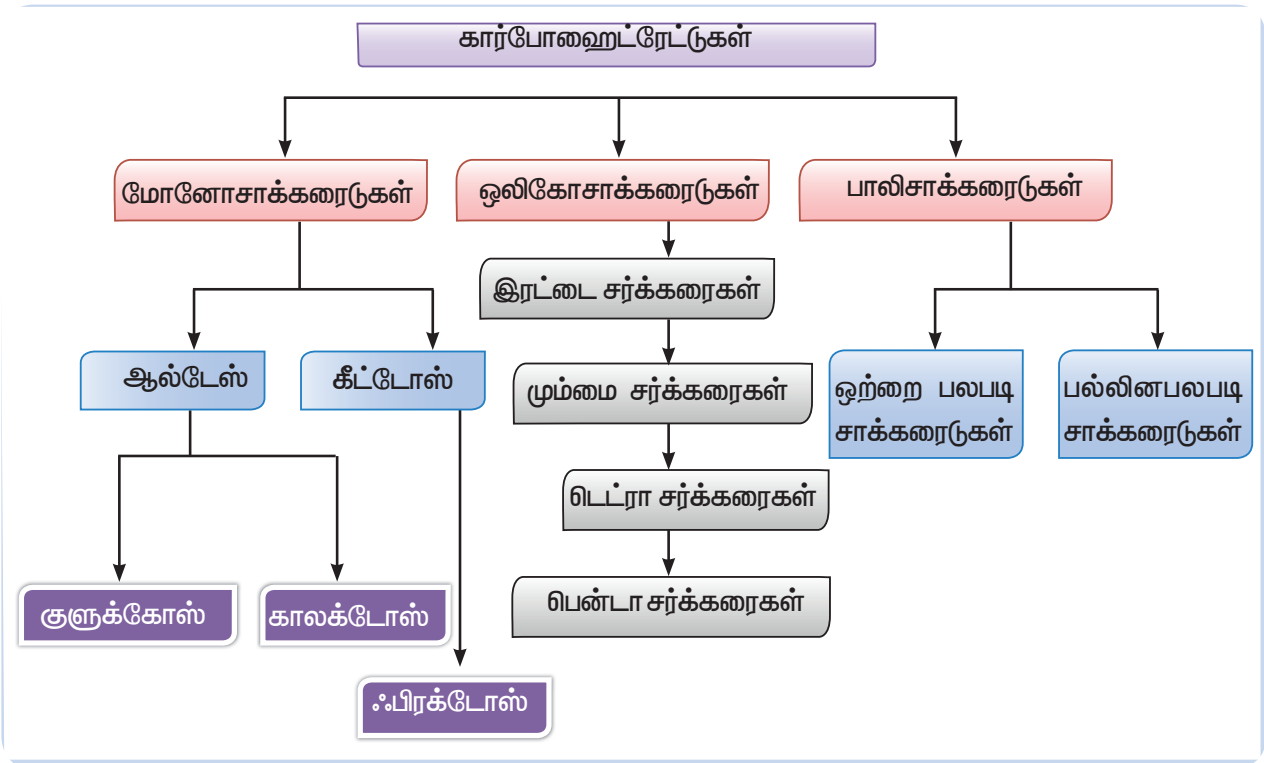 கார்போஹைட்ரேட்டுகள்
மோனோசாக்கரைடுகள்
ஒலிகோசாக்கரைடுகள்
பாலிசாக்கரைடுகள்
இரட்டை சர்க்கரைகள்
ஆல்டேஸ்
கீட்டோஸ்
மும்மை சர்க்கரைகள்
ஒற்றை பலபடி
சாக்கரைடுகள்
பல்லினபலபடி
சாக்கரைடுகள்
டெட்ரா சர்க்கரைகள்
பென்டா சர்க்கரைகள்
குளுக்கோஸ்
காலக்டோஸ்
ஃபிரக்டோஸ்